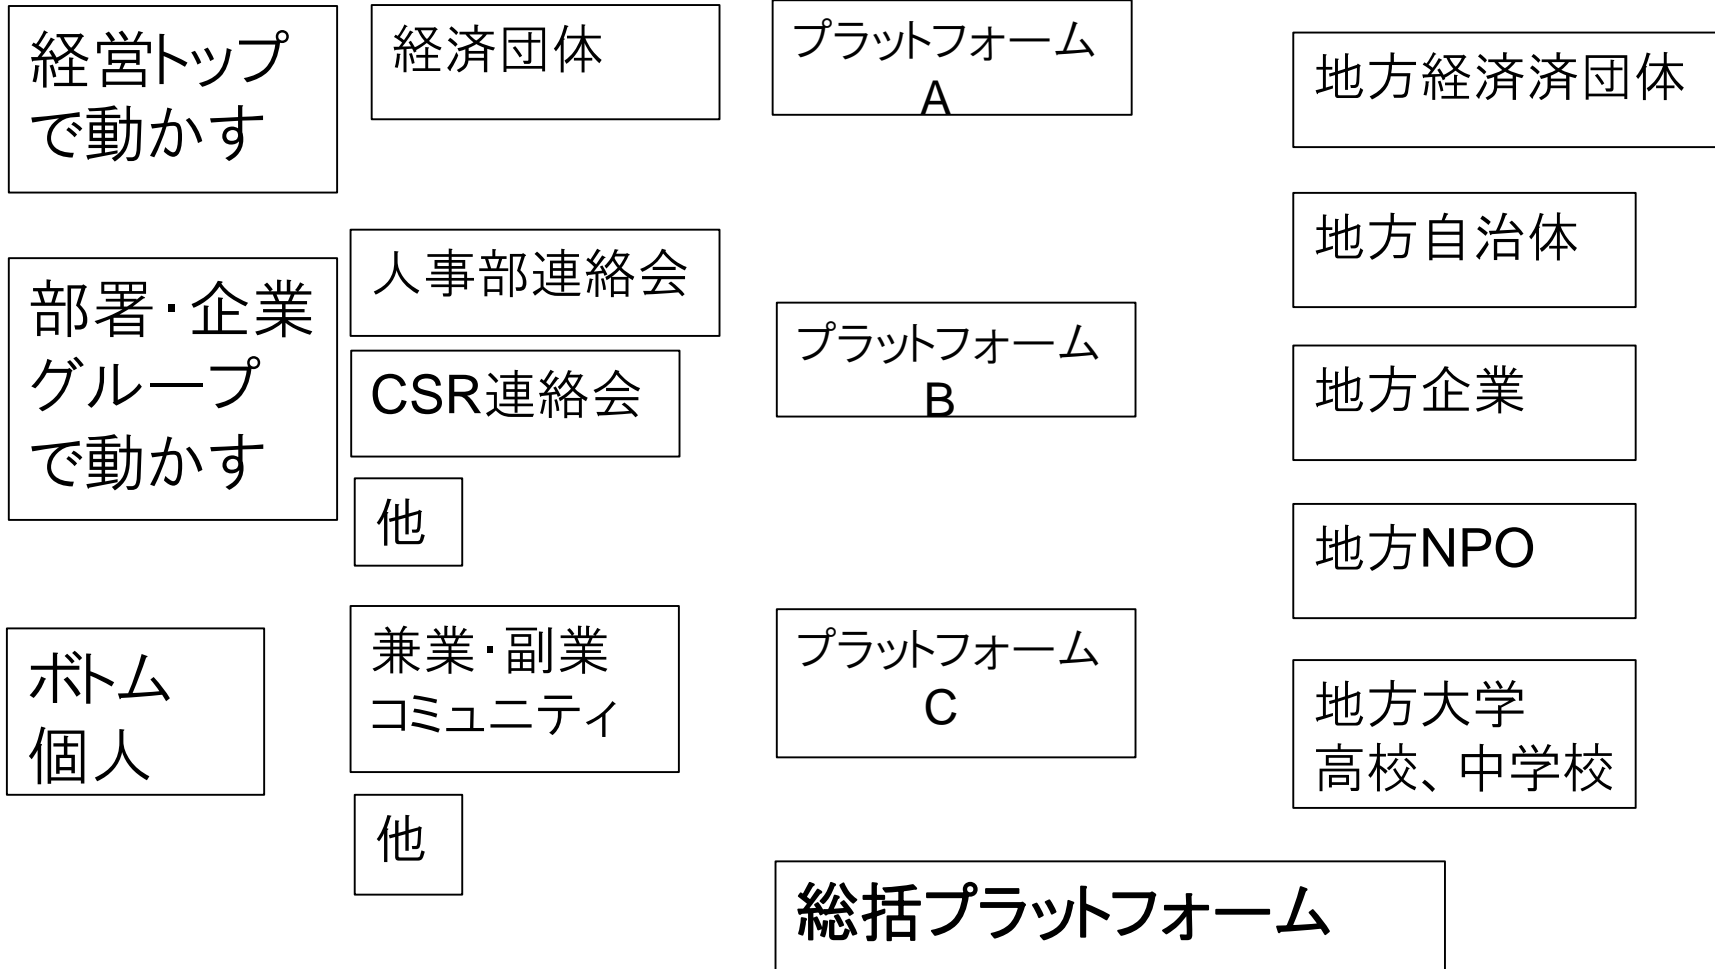 経営トップ
で動かす
経済団体
プラットフォーム
A
地方経済済団体
部署・企業
グループ
で動かす
人事部連絡会
CSR連絡会
他
プラットフォーム
B
地方自治体
地方企業
地方NPO
ボトム
個人
兼業・副業
コミュニティ
他
プラットフォーム
C
地方大学
高校、中学校
総括プラットフォーム